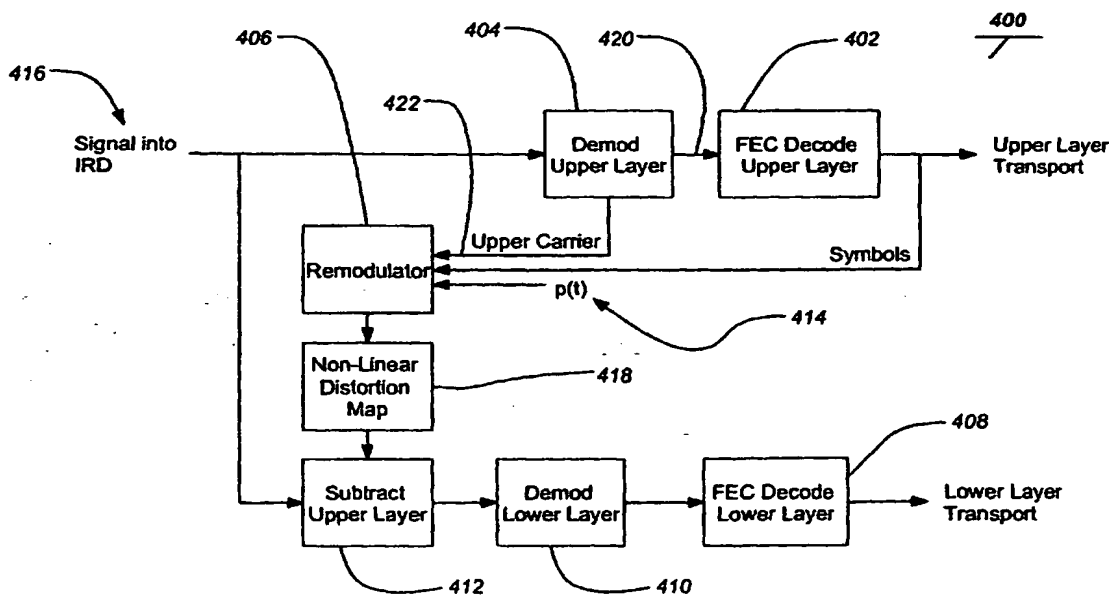 400
406
404
420
402
416
422
Signal into
IRD
Demod
Upper Layer
FEC Decode
Upper Layer
Upper Layer
Transport
Upper Carrier
Symbols
Remodulator
p(t)
414
Non-Linear
Distortion
Map
418
408
Subtract
Upper Layer
Demod
Lower Layer
FEC Decode
Lower Layer
Lower Layer
Transport
412
410